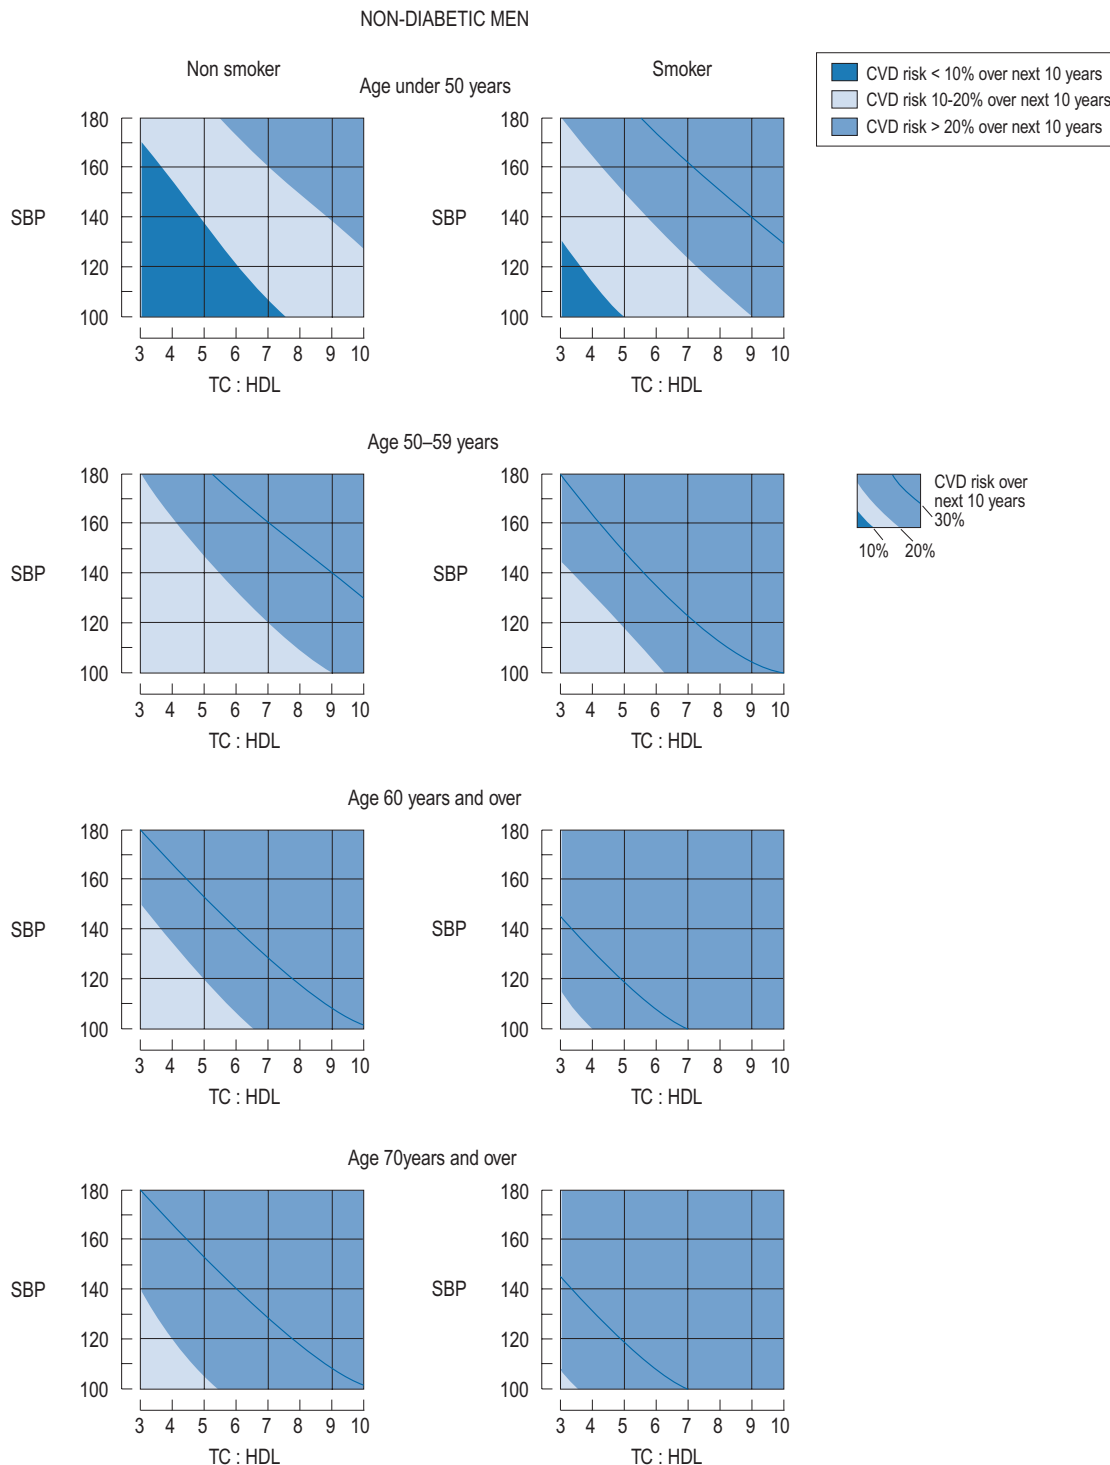 NON-DIABETIC MEN
Non smoker
Smoker
Age under 50 years
CVD risk < 10% over next 10 years
CVD risk 10-20% over next 10 years
CVD risk > 20% over next 10 years
180
160
SBP
140
120
100
3 4 5 6 7 8 9 10
TC : HDL
180
160
SBP
140
120
100
3 4 5 6 7 8 9 10
TC : HDL
Age 50–59 years
180
160
SBP
140
120
100
3 4 5 6 7 8 9 10
TC : HDL
180
160
SBP
140
120
100
3 4 5 6 7 8 9 10
TC : HDL
CVD risk over
next 10 years
30%
10% 20%
Age 60 years and over
180
160
SBP
140
120
100
3 4 5 6 7 8 9 10
TC : HDL
180
160
SBP
140
120
100
3 4 5 6 7 8 9 10
TC : HDL
Age 70years and over
180
160
SBP
140
120
100
3 4 5 6 7 8 9 10
TC : HDL
180
160
SBP
140
120
100
3 4 5 6 7 8 9 10
TC : HDL